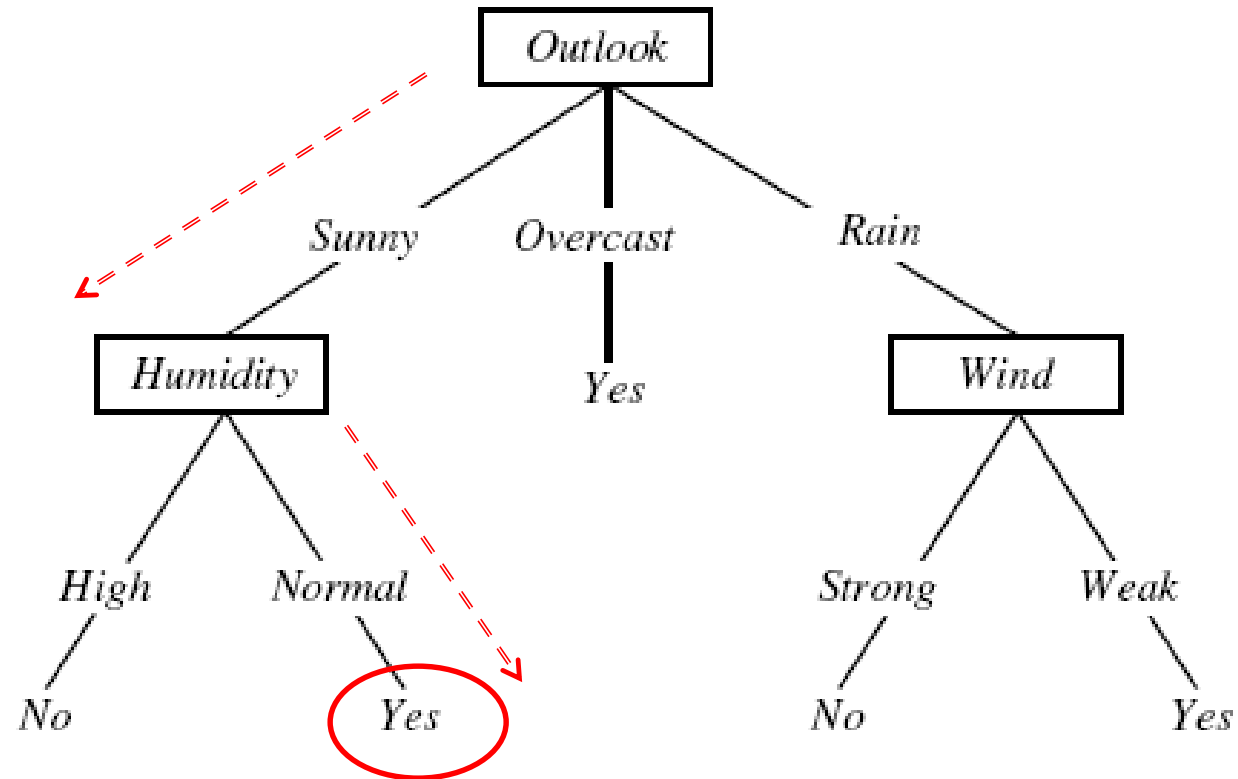 Outlook
Sunny Overcast Rain
Humidity Yes Wind
High Normal Strong Weak
No Yes No Yes